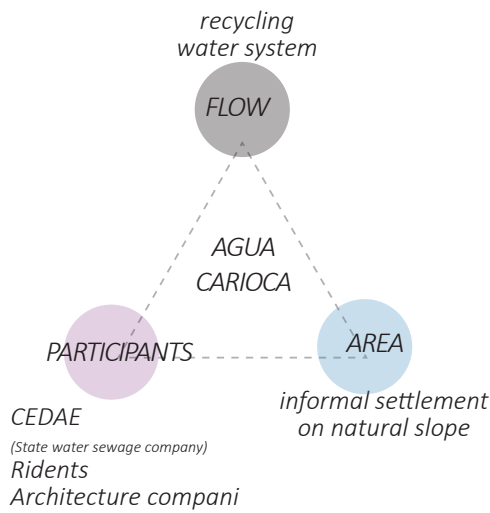 recycling
water system
FLOW
AGUA
CARIOCA
PARTICIPANTS
AREA
CEDAE
(State water sewage company)
Ridents
Architecture compani
informal settlement
on natural slope